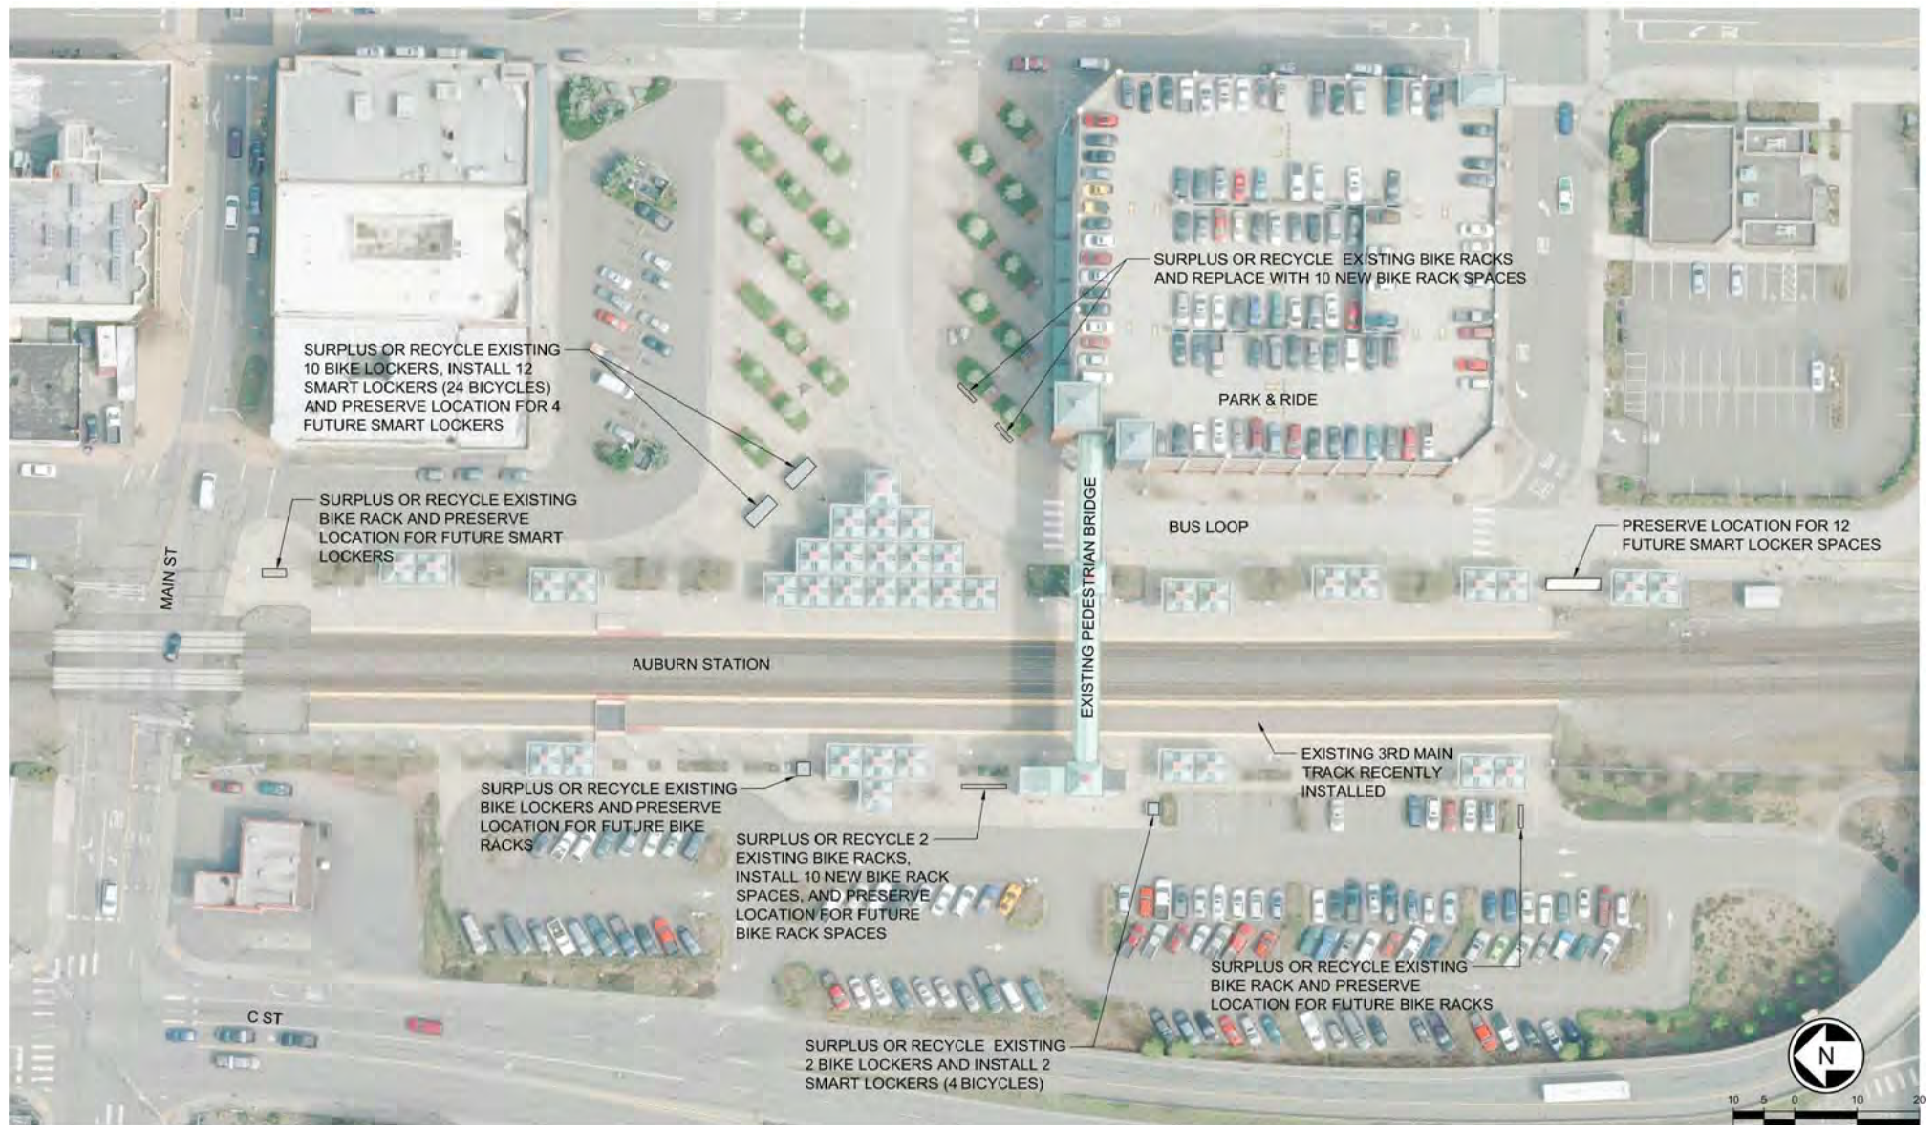 SURPLUS OR RECYCLE EXISTING BIKE RACKS
AND REPLACE WITH 10 NEW BIKE RACK SPACES
SURPLUS OR RECYCLE EXISTING
10 BIKE LOCKERS, INSTALL 12
SMART LOCKERS (24 BICYCLES)
AND PRESERVE LOCATION FOR 4
FUTURE SMART LOCKERS
PARK & RIDE
SURPLUS OR RECYCLE EXISTING
BIKE RACK AND PRESERVE
LOCATION FOR FUTURE SMART
LOCKERS
MAIN ST
EXISTING PEDESTRIAN BRIDGE
BUS LOOP
PRESERVE LOCATION FOR 12
FUTURE SMART LOCKER SPACES
AUBURN STATION
EXISTING 3RD MAIN
TRACK RECENTLY
INSTALLED
SURPLUS OR RECYCLE EXISTING
BIKE LOCKERS AND PRESERVE
LOCATION FOR FUTURE BIKE
RACKS
SURPLUS OR RECYCLE 2
EXISTING BIKE RACKS,
INSTALL 10 NEW BIKE RACK
SPACES, AND PRESERVE
LOCATION FOR FUTURE
BIKE RACK SPACES
SURPLUS OR RECYCLE EXISTING
BIKE RACK AND PRESERVE
LOCATION FOR FUTURE BIKE RACKS
C ST
SURPLUS OR RECYCLE EXISTING
2 BIKE LOCKERS AND INSTALL 2
SMART LOCKERS (4 BICYCLES)
N
10 5 0 10 20